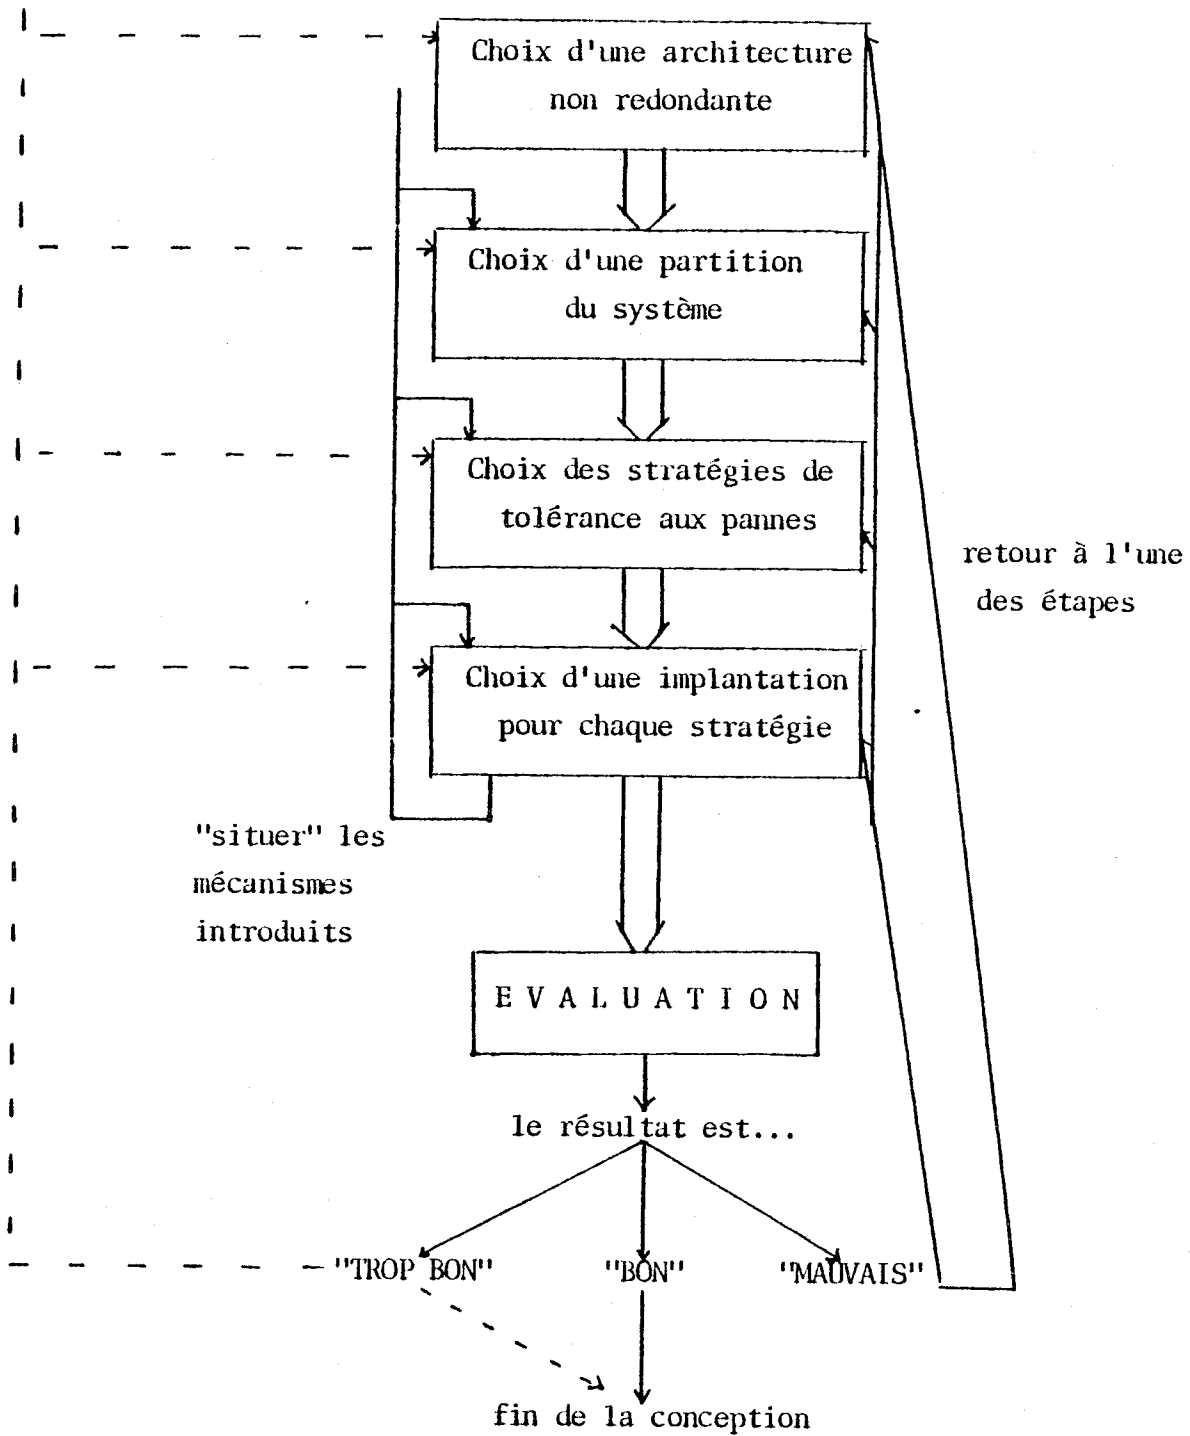 Choix d'une architecture
non redondante
Choix d'une partition
du système
Choix des stratégies de
tolérance aux pannes
retour à l'une
des étapes
Choix d'une implantation
pour chaque stratégie
"situer" les
mécanismes
introduits
E V A L U A T I O N
le résultat est...
"TROP BON" "BON" "MAUVAIS"
fin de la conception